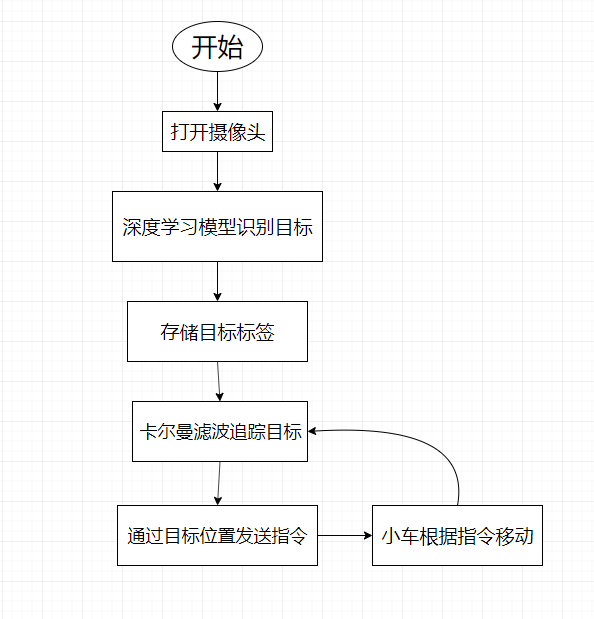 开始
打开摄像头
深度学习模型识别目标
存储目标标签
卡尔曼滤波追踪目标
通过目标位置发送指令
小车根据指令移动